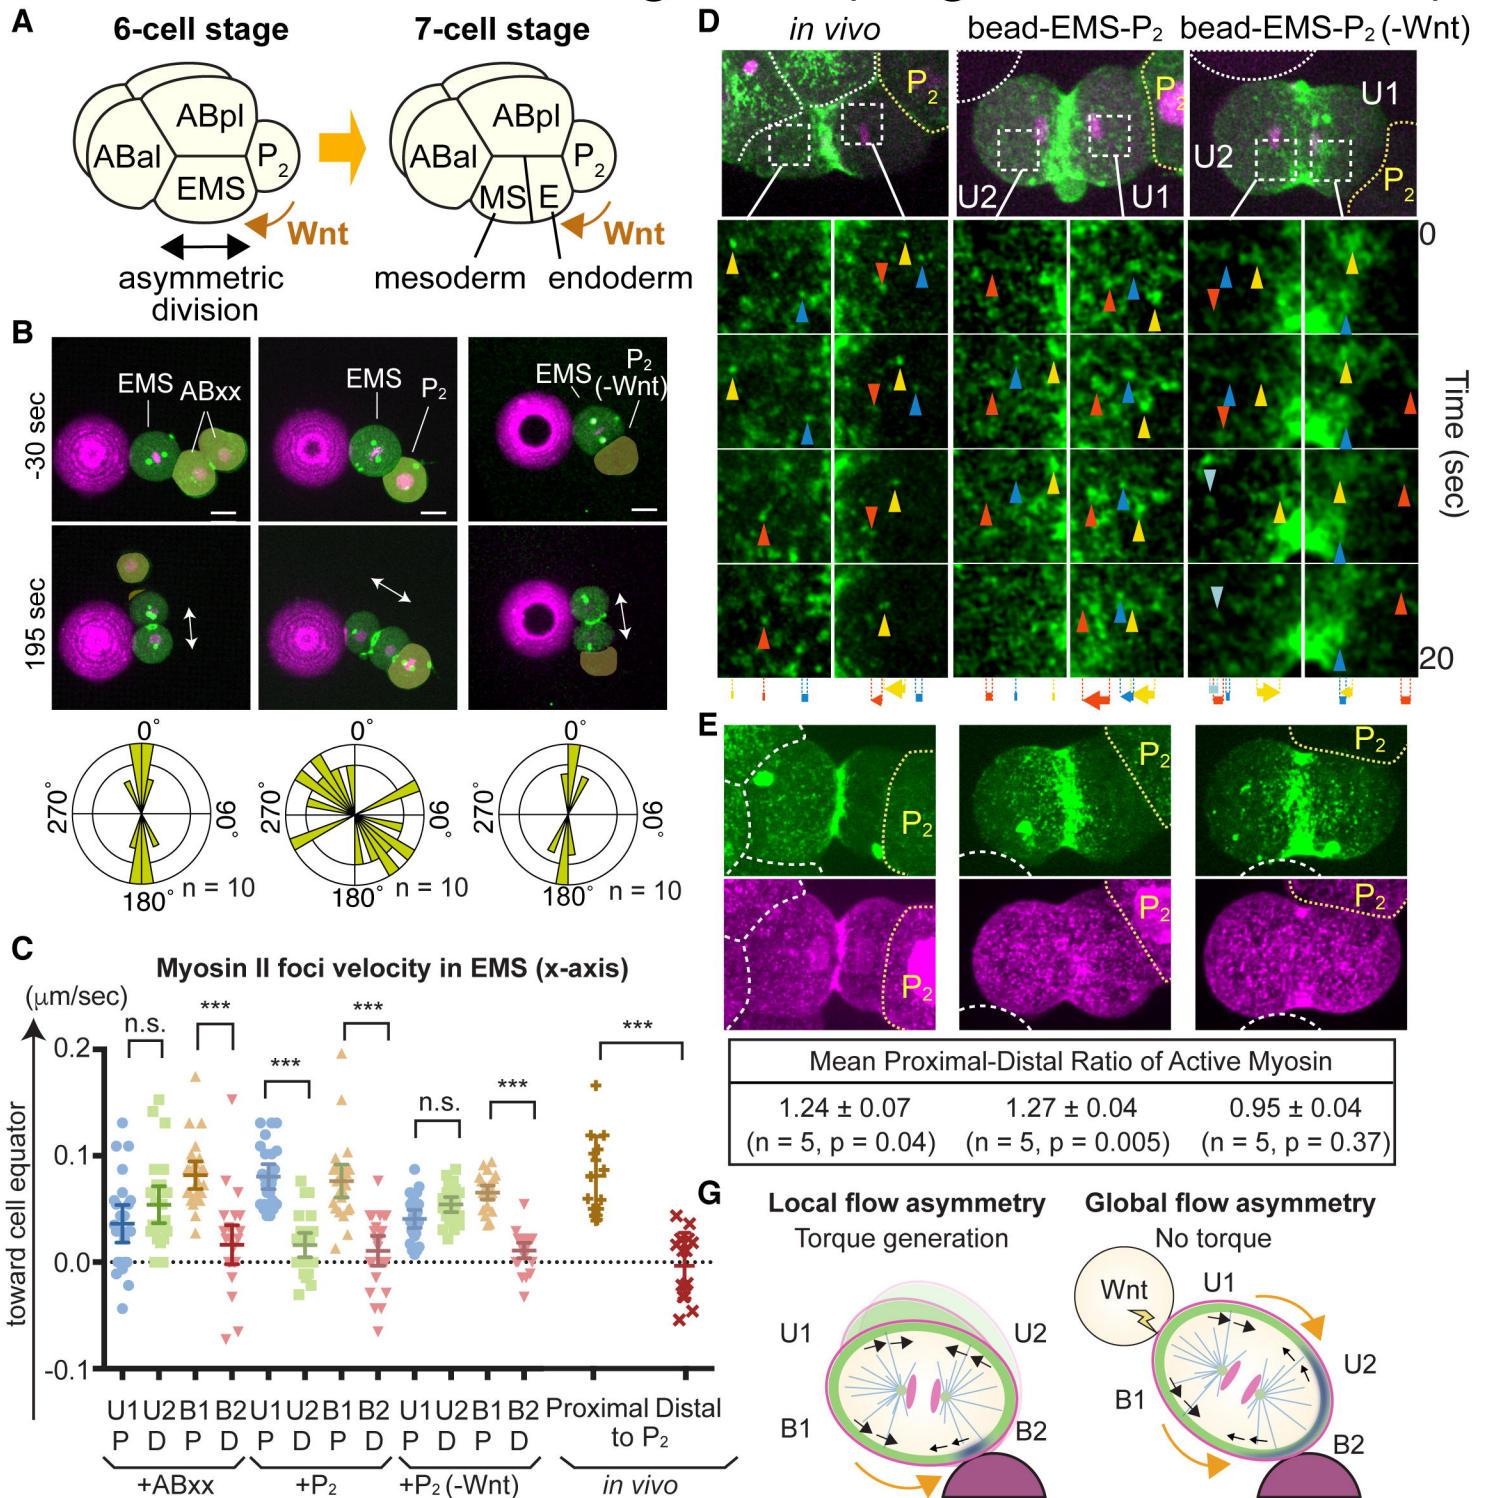 A
6-cell stage
7-cell stage
ABpl
ABal
EMS
P2
Wnt
asymmetric
division
ABpl
ABal
MS
E
P2
Wnt
mesoderm
endoderm
B
-30 sec
195 sec
EMS
ABxx
EMS
P2
EMS
P2
(-Wnt)
0°
90°
180°
270°
n = 10
0°
90°
180°
270°
n = 10
0°
90°
180°
270°
n = 10
C
Myosin II foci velocity in EMS (x-axis)
(μm/sec)
toward cell equator
0.2
0.1
0.0
-0.1
n.s.
***
***
***
n.s.
***
***
U1 U2 B1 B2 U1 U2 B1 B2 U1 U2 B1 B2 Proximal Distal
P D P D P D P D P D P D to P2
+ABxx
+P2
+P2 (-Wnt)
in vivo
D
in vivo
bead-EMS-P2
bead-EMS-P2 (-Wnt)
P2
P2
U2
U1
U1
U2
P2
0
Time (sec)
20
E
P2
P2
P2
P2
P2
P2
Mean Proximal-Distal Ratio of Active Myosin
1.24 ± 0.07 1.27 ± 0.04 0.95 ± 0.04
(n = 5, p = 0.04) (n = 5, p = 0.005) (n = 5, p = 0.37)
G
Local flow asymmetry
Torque generation
U1
U2
B1
B2
Global flow asymmetry
No torque
Wnt
U1
U2
B1
B2